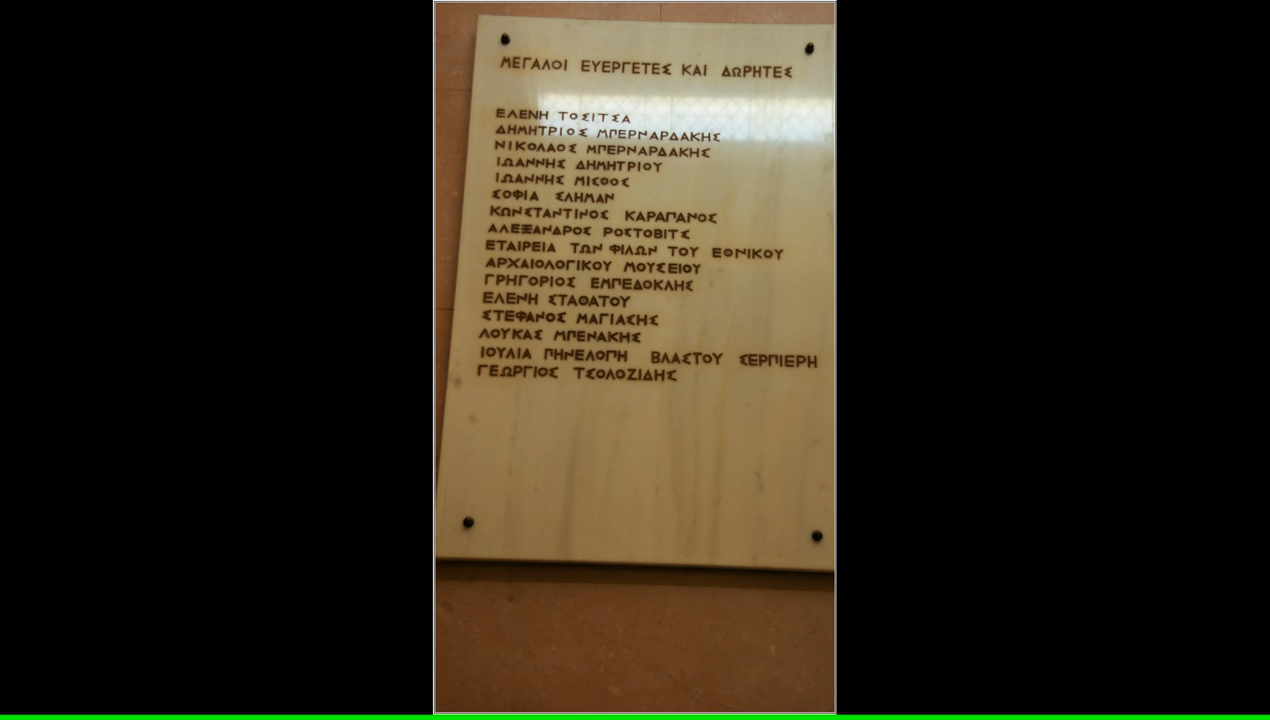 ΜΕΓΑΛΟΙ ΕΥΕΡΓΕΤΕΣ ΚΑΙ ΔΩΡΗΤΕΣ
ΕΛΕΝΗ ΤΟΣΙΤΣΑ
ΔΗΜΗΤΡΙΟΣ ΜΠΕΡΝΑΡΔΑΚΗΣ
ΝΙΚΟΛΑΟΣ ΜΠΕΡΝΑΡΔΑΚΗΣ
ΙΩΑΝΝΗΣ ΔΗΜΗΤΡΙΟΥ
ΙΩΑΝΝΗΣ ΜΙΣΘΟΣ
ΣΟΦΙΑ ΣΛΗΜΑΝ
ΚΩΝΣΤΑΝΤΙΝΟΣ ΚΑΡΑΠΑΝΟΣ
ΑΛΕΞΑΝΔΡΟΣ ΡΟΣΤΟΒΙΤΣ
ΕΤΑΙΡΕΙΑ ΤΩΝ ΦΙΛΩΝ ΤΟΥ ΕΘΝΙΚΟΥ
ΑΡΧΑΙΟΛΟΓΙΚΟΥ ΜΟΥΣΕΙΟΥ
ΓΡΗΓΟΡΙΟΣ ΕΜΠΕΔΟΚΛΗΣ
ΕΛΕΝΗ ΣΤΑΘΑΤΟΥ
ΣΤΕΦΑΝΟΣ ΜΑΓΙΑΣΗΣ
ΛΟΥΚΑΣ ΜΠΕΝΑΚΗΣ
ΙΟΥΛΙΑ ΠΗΝΕΛΟΠΗ ΒΛΑΣΤΟΥ ΣΕΡΠΙΕΡΗ
ΓΕΩΡΓΙΟΣ ΤΣΟΛΟΖΙΔΗΣ